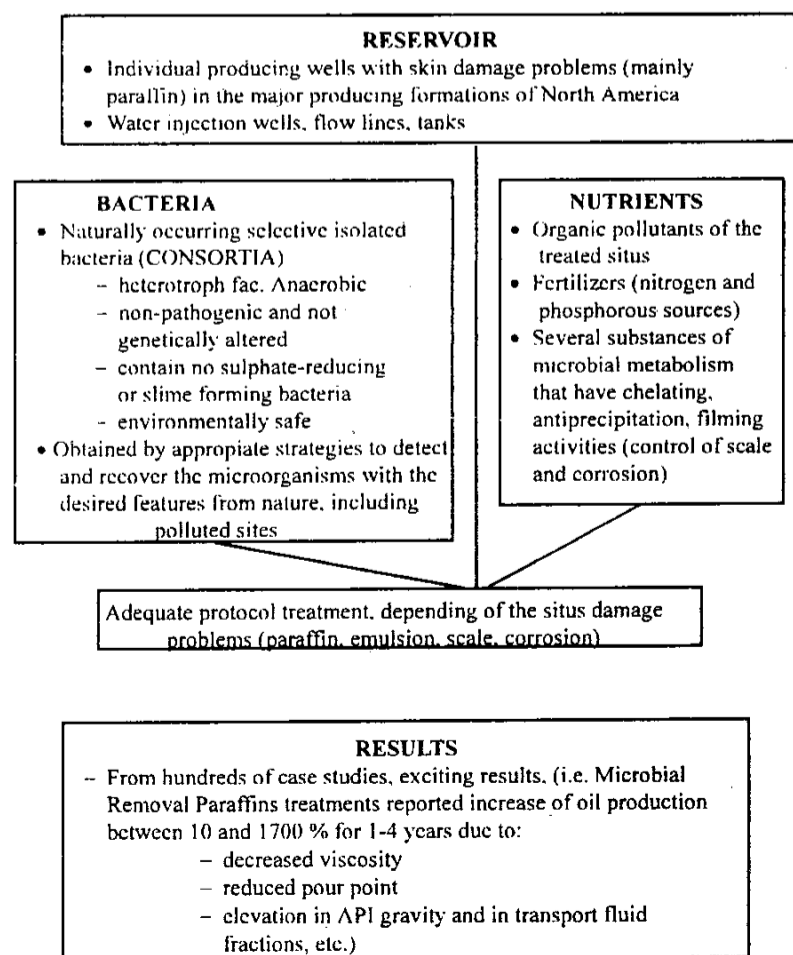 RESERVOIR
• Individual producing wells with skin damage problems (mainly
paraffin) in the major producing formations of North America
• Water injection wells, flow lines, tanks
BACTERIA
• Naturally occurring selective isolated
bacteria (CONSORTIA)
– heterotroph fac. Anaerobic
– non-pathogenic and not
genetically altered
– contain no sulphate-reducing
or slime forming bacteria
– environmentally safe
• Obtained by appropiate strategies to detect
and recover the microorganisms with the
desired features from nature, including
polluted sites
NUTRIENTS
• Organic pollutants of the
treated situs
• Fertilizers (nitrogen and
phosphorous sources)
• Several substances of
microbial metabolism
that have chelating,
antiprecipitation, filming
activities (control of scale
and corrosion)
Adequate protocol treatment, depending of the situs damage
problems (paraffin, emulsion, scale, corrosion)
RESULTS
– From hundreds of case studies, exciting results, (i.e. Microbial
Removal Paraffins treatments reported increase of oil production
between 10 and 1700 % for 1-4 years due to:
– decreased viscosity
– reduced pour point
– elevation in API gravity and in transport fluid
fractions, etc.)